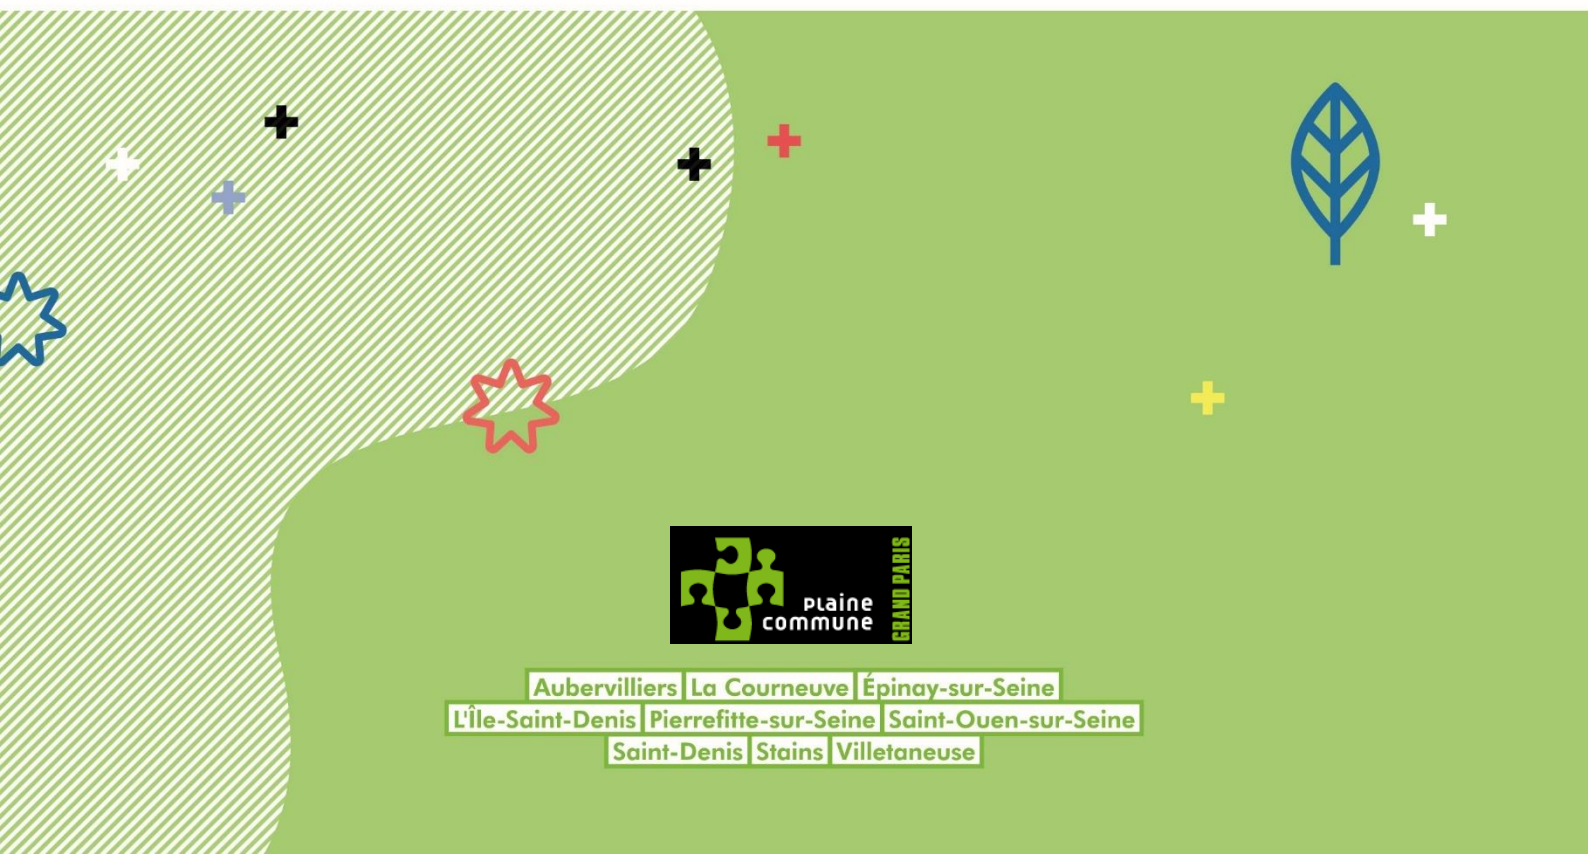 plaine
commune
GRAND PARIS
Aubervilliers La Courneuve Épinay-sur-Seine
L'Île-Saint-Denis Pierrefitte-sur-Seine Saint-Ouen-sur-Seine
Saint-Denis Stains Villetaneuse